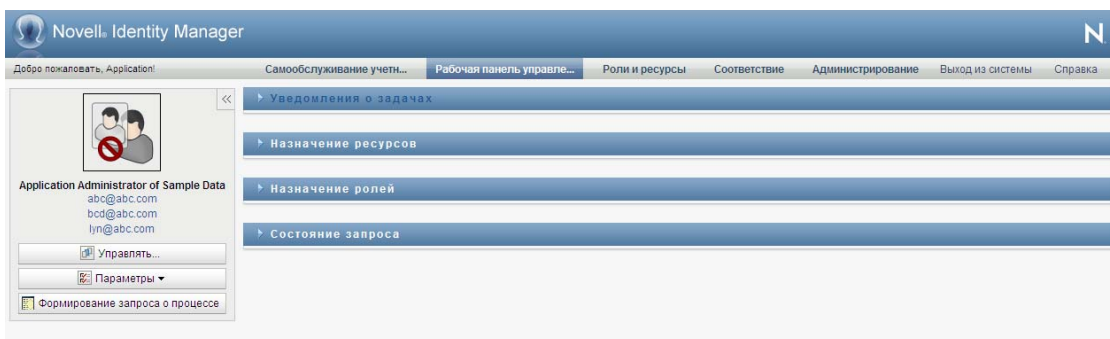 Novell® Identity Manager
N
Добро пожаловать, Application!
Самообслуживание учетн... Рабочая панель управле... Роли и ресурсы Соответствие Администрирование Выход из системы Справка
Уведомления о задачах
Назначение ресурсов
Назначение ролей
Состояние запроса
Application Administrator of Sample Data
abc@abc.com
bcd@abc.com
lyn@abc.com
Управлять...
Параметры
Формирование запроса о процессе